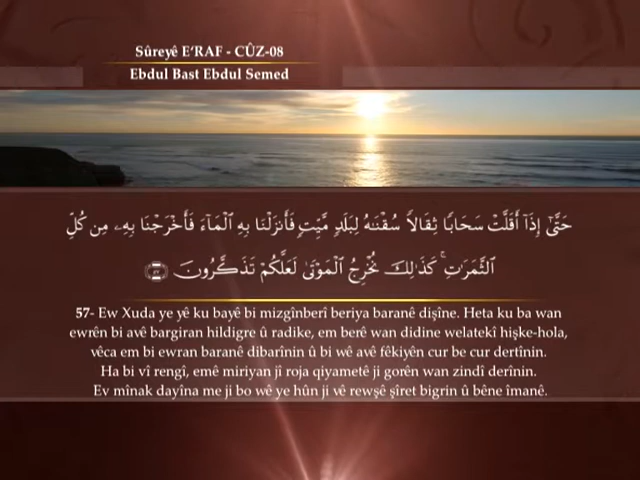 Sûreyê E'RAF - CÛZ-08
Ebdul Bast Ebdul Semed
حَتَّىٰٓ إِذَآ أَقَلَّتْ سَحَابًا ثِقَالًا سُقْنَٰهُ لِبَلَدٍ مَّيِّتٍ فَأَنزَلْنَا بِهِ ٱلْمَآءَ فَأَخْرَجْنَا بِهِۦ مِن كُلِّ
ٱلثَّمَرَٰتِ ۚ كَذَٰلِكَ نُخْرِجُ ٱلْمَوْتَىٰ لَعَلَّكُمْ تَذَكَّرُونَ ﴿٥٧﴾
57- Ew Xuda ye yê ku bayê bi mizgînberî beriya baranê dişîne. Heta ku ba wan
ewrên bi avê bargiran hildigre û radike, em berê wan didine welatekî hişke-hola,
vêca em bi ewran baranê dibarînin û bi wê avê fêkiyên cur be cur dertînin.
Ha bi vî rengî, emê miriyan jî roja qiyametê ji gorên wan zindî derînin.
Ev mînak dayîna me ji bo wê ye hûn ji vê rewşê şîret bigrin û bêne îmanê.